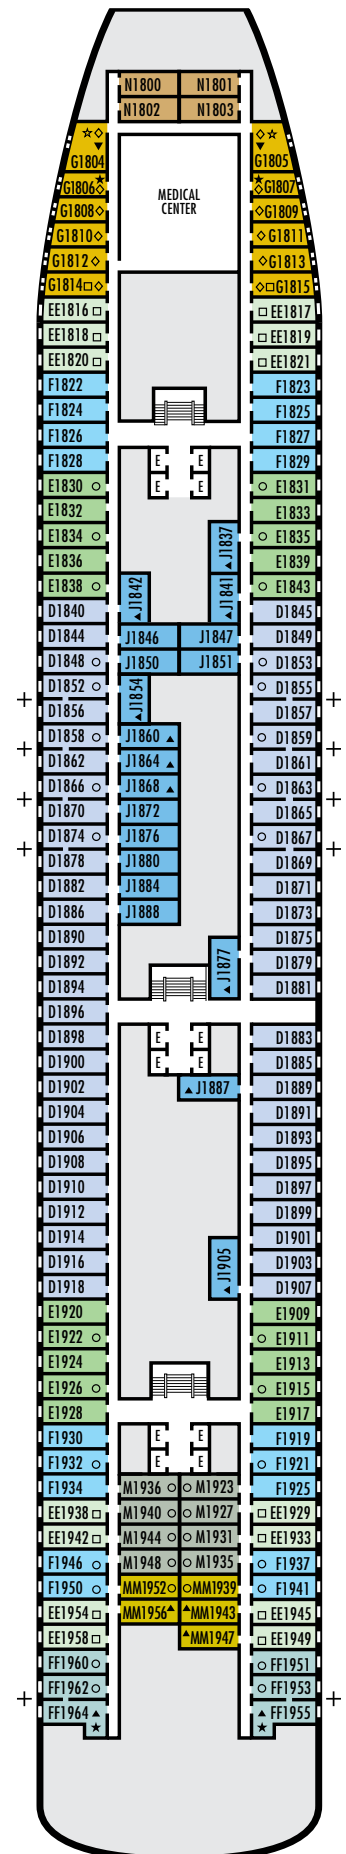 N1800 N1801
N1802 N1803
G1804 G1805
MEDICAL
CENTER
G1806 G1807
G1808 G1809
G1810 G1811
G1812 G1813
G1814 G1815
EE1816 EE1817
EE1818 EE1819
EE1820 EE1821
F1822 F1823
F1824 F1825
F1826 F1827
F1828 E E F1829
E1830 E E E1831
E1832 E1833
E1834 J1837 E1835
E1836 E1839
E1838 J1842 J1841 E1843
D1840 D1845
D1844 J1846 J1847 D1849
D1848 J1850 J1851 D1853
D1852 J1854 D1855
D1856 D1857
D1858 J1860 D1859
D1862 J1864 D1861
D1866 J1868 D1863
D1870 J1872 D1865
D1874 J1876 D1867
D1878 J1880 D1869
D1882 J1884 D1871
D1886 J1888 D1873
D1890 D1875
D1892 J1877 D1879
D1894 D1881
D1896
D1898 E E D1883
D1900 E E D1885
D1902 J1887 D1889
D1904 D1891
D1906 D1893
D1908 D1895
D1910 D1897
D1912 D1899
D1914 D1901
D1916 J1905 D1903
D1918 D1907
E1920 E1909
E1922 E1911
E1924 E1913
E1926 E1915
E1928 E1917
F1930 E E F1919
F1932 E E F1921
F1934 M1936 M1923 F1925
EE1938 M1940 M1927 EE1929
EE1942 M1944 M1931 EE1933
F1946 M1948 M1935 F1937
F1950 MM1952 MM1939 F1941
EE1954 MM1956 MM1943 EE1945
EE1958 MM1947 EE1949
FF1960 FF1951
FF1962 FF1953
FF1964 FF1955